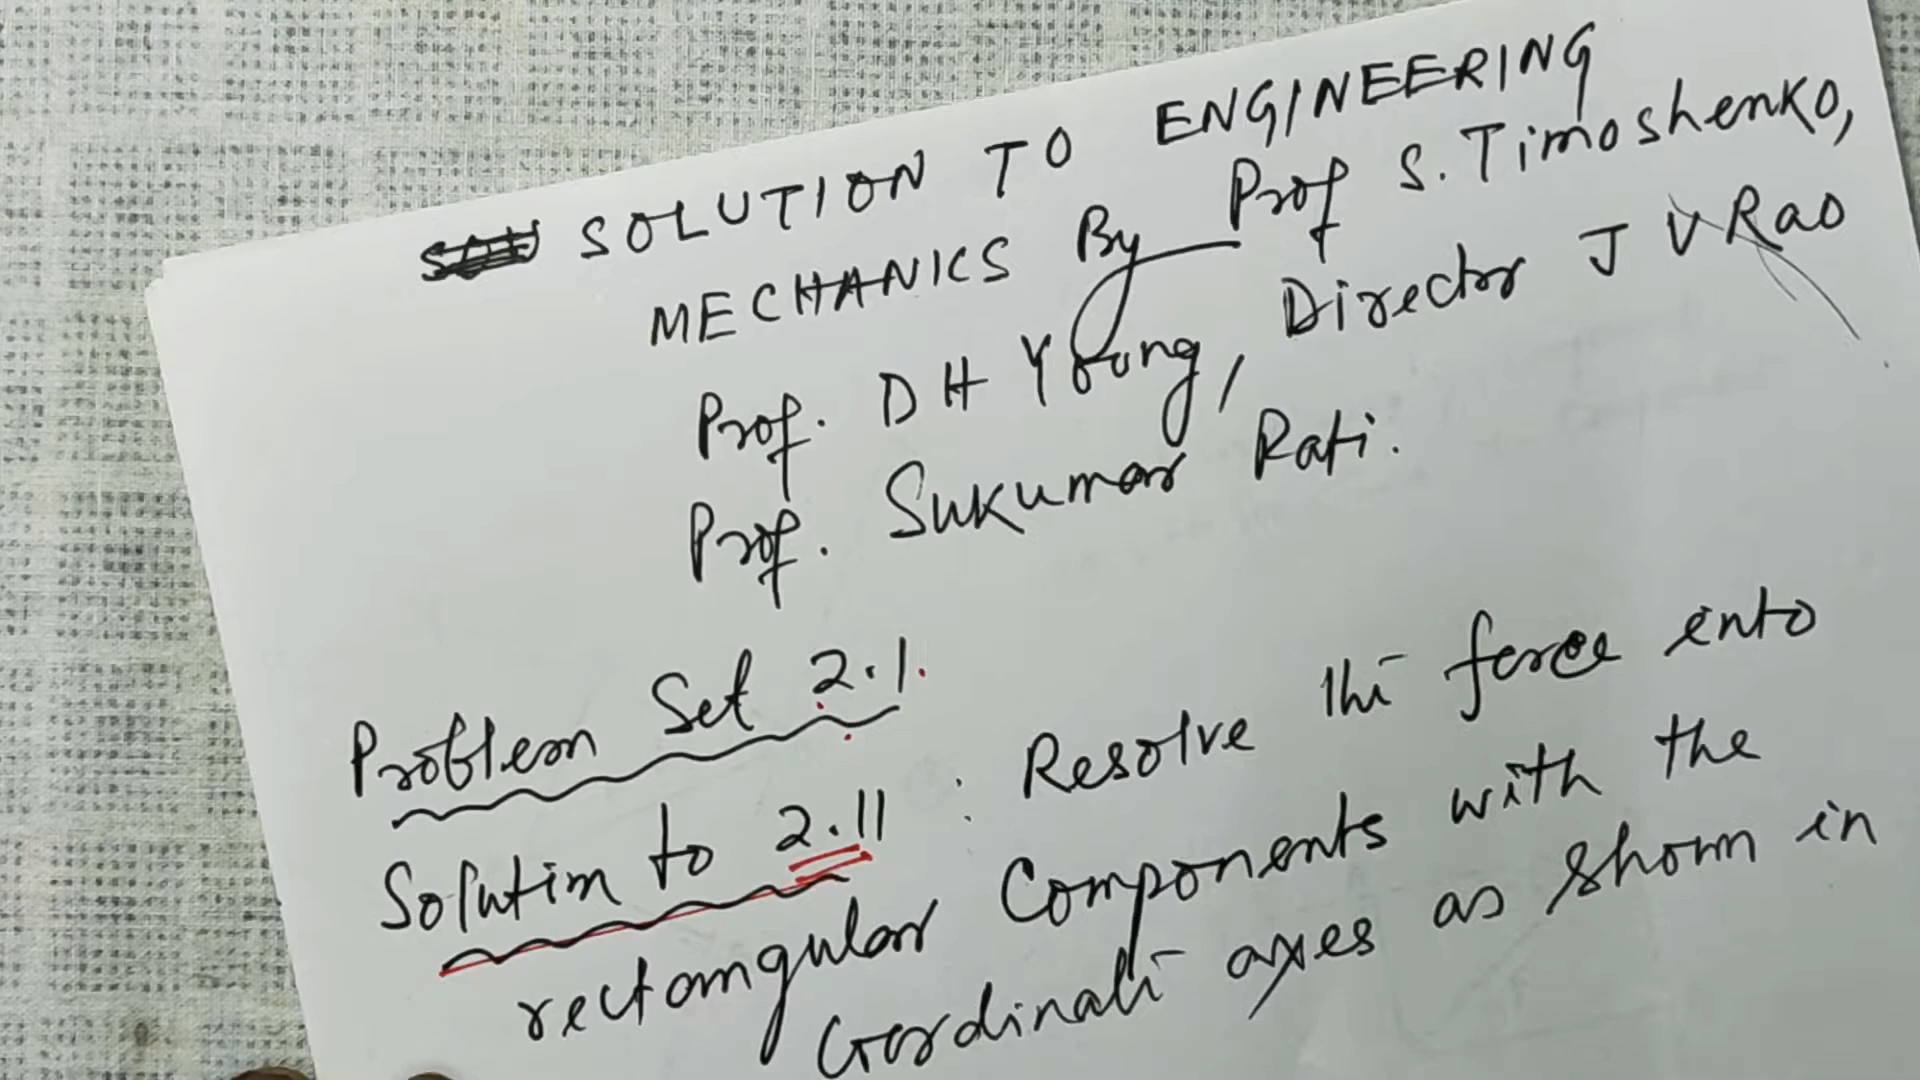 SOLUTION TO ENGINEERING
MECHANICS By Prof S. Timoshenko,
Prof. D H Young, Director J V Rao
Prof. Sukumar Pati.
Problem Set 2.1.
Solution to 2.11 : Resolve the force into
rectangular Components with the
Coordinate axes as shown in